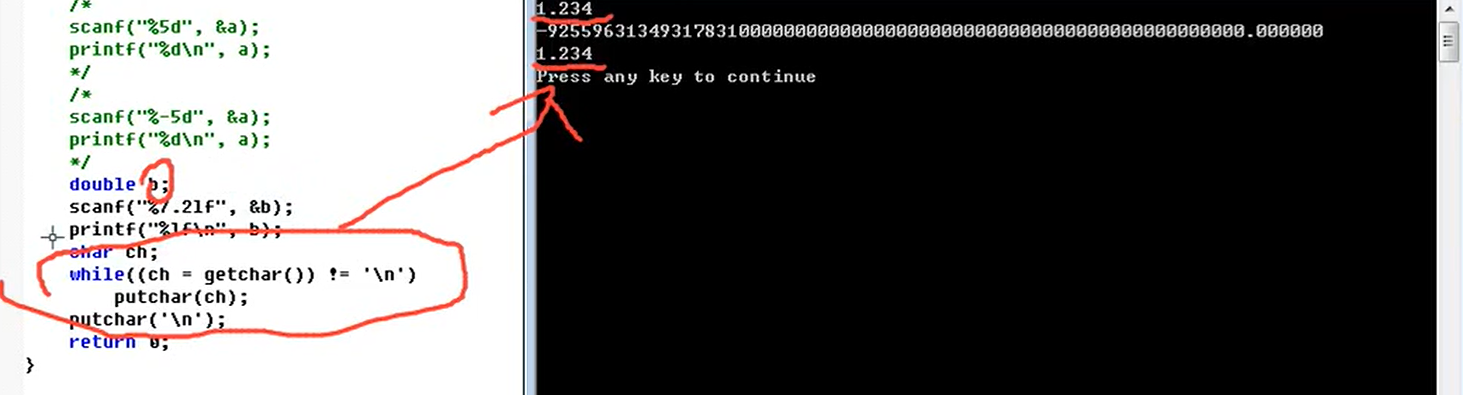 /*
scanf("%5d", &a);
printf("%d\n", a);
*/
/*
scanf("%-5d", &a);
printf("%d\n", a);
*/
double b;
scanf("%7.2lf", &b);
printf("%lf\n", b);
char ch;
while((ch = getchar()) != '\n')
putchar(ch);
putchar('\n');
return 0;
}
1.234
-92559631349317831000000000000000000000000000000000000000000000.000000
1.234
Press any key to continue